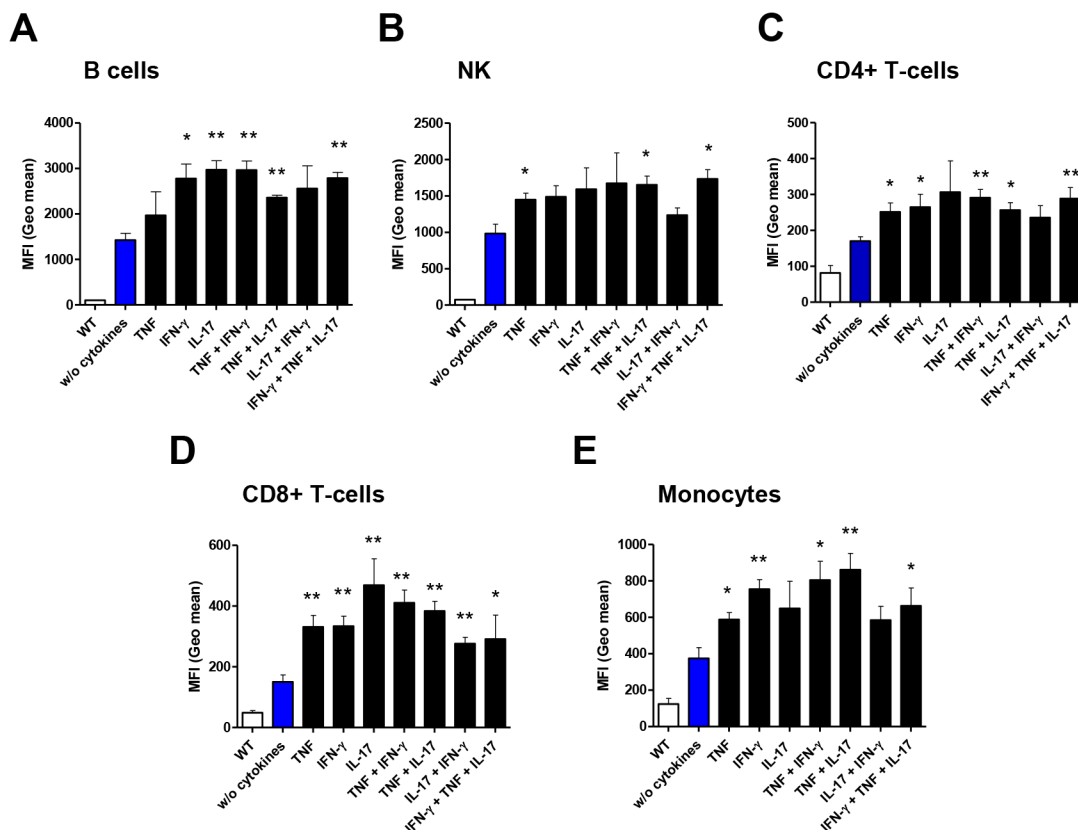 A
B cells
MFI (Geo mean)
4000
3000
2000
1000
0
*
**
**
**
**
WT
w/o cytokines
TNF
IFN-γ
IL-17
TNF + IFN-γ
TNF + IL-17
IL-17 + IFN-γ
IFN-γ + TNF + IL-17
B
NK
MFI (Geo mean)
2500
2000
1500
1000
500
0
*
*
*
WT
w/o cytokines
TNF
IFN-γ
IL-17
TNF + IFN-γ
TNF + IL-17
IL-17 + IFN-γ
IFN-γ + TNF + IL-17
C
CD4+ T-cells
MFI (Geo mean)
500
400
300
200
100
0
*
*
**
*
**
WT
w/o cytokines
TNF
IFN-γ
IL-17
TNF + IFN-γ
TNF + IL-17
IL-17 + IFN-γ
IFN-γ + TNF + IL-17
D
CD8+ T-cells
MFI (Geo mean)
600
400
200
0
**
**
**
**
**
**
*
WT
w/o cytokines
TNF
IFN-γ
IL-17
TNF + IFN-γ
TNF + IL-17
IL-17 + IFN-γ
IFN-γ + TNF + IL-17
E
Monocytes
MFI (Geo mean)
1000
800
600
400
200
0
*
**
*
**
*
WT
w/o cytokines
TNF
IFN-γ
IL-17
TNF + IFN-γ
TNF + IL-17
IL-17 + IFN-γ
IFN-γ + TNF + IL-17